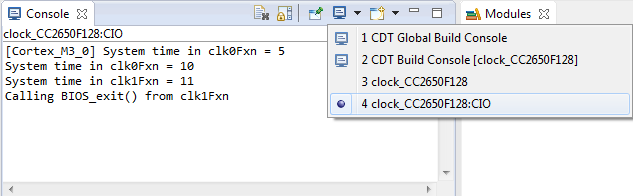 Console
Modules
clock_CC2650F128:CIO
[Cortex_M3_0] System time in clk0Fxn = 5
System time in clk0Fxn = 10
System time in clk1Fxn = 11
Calling BIOS_exit() from clk1Fxn
1 CDT Global Build Console
2 CDT Build Console [clock_CC2650F128]
3 clock_CC2650F128
4 clock_CC2650F128:CIO